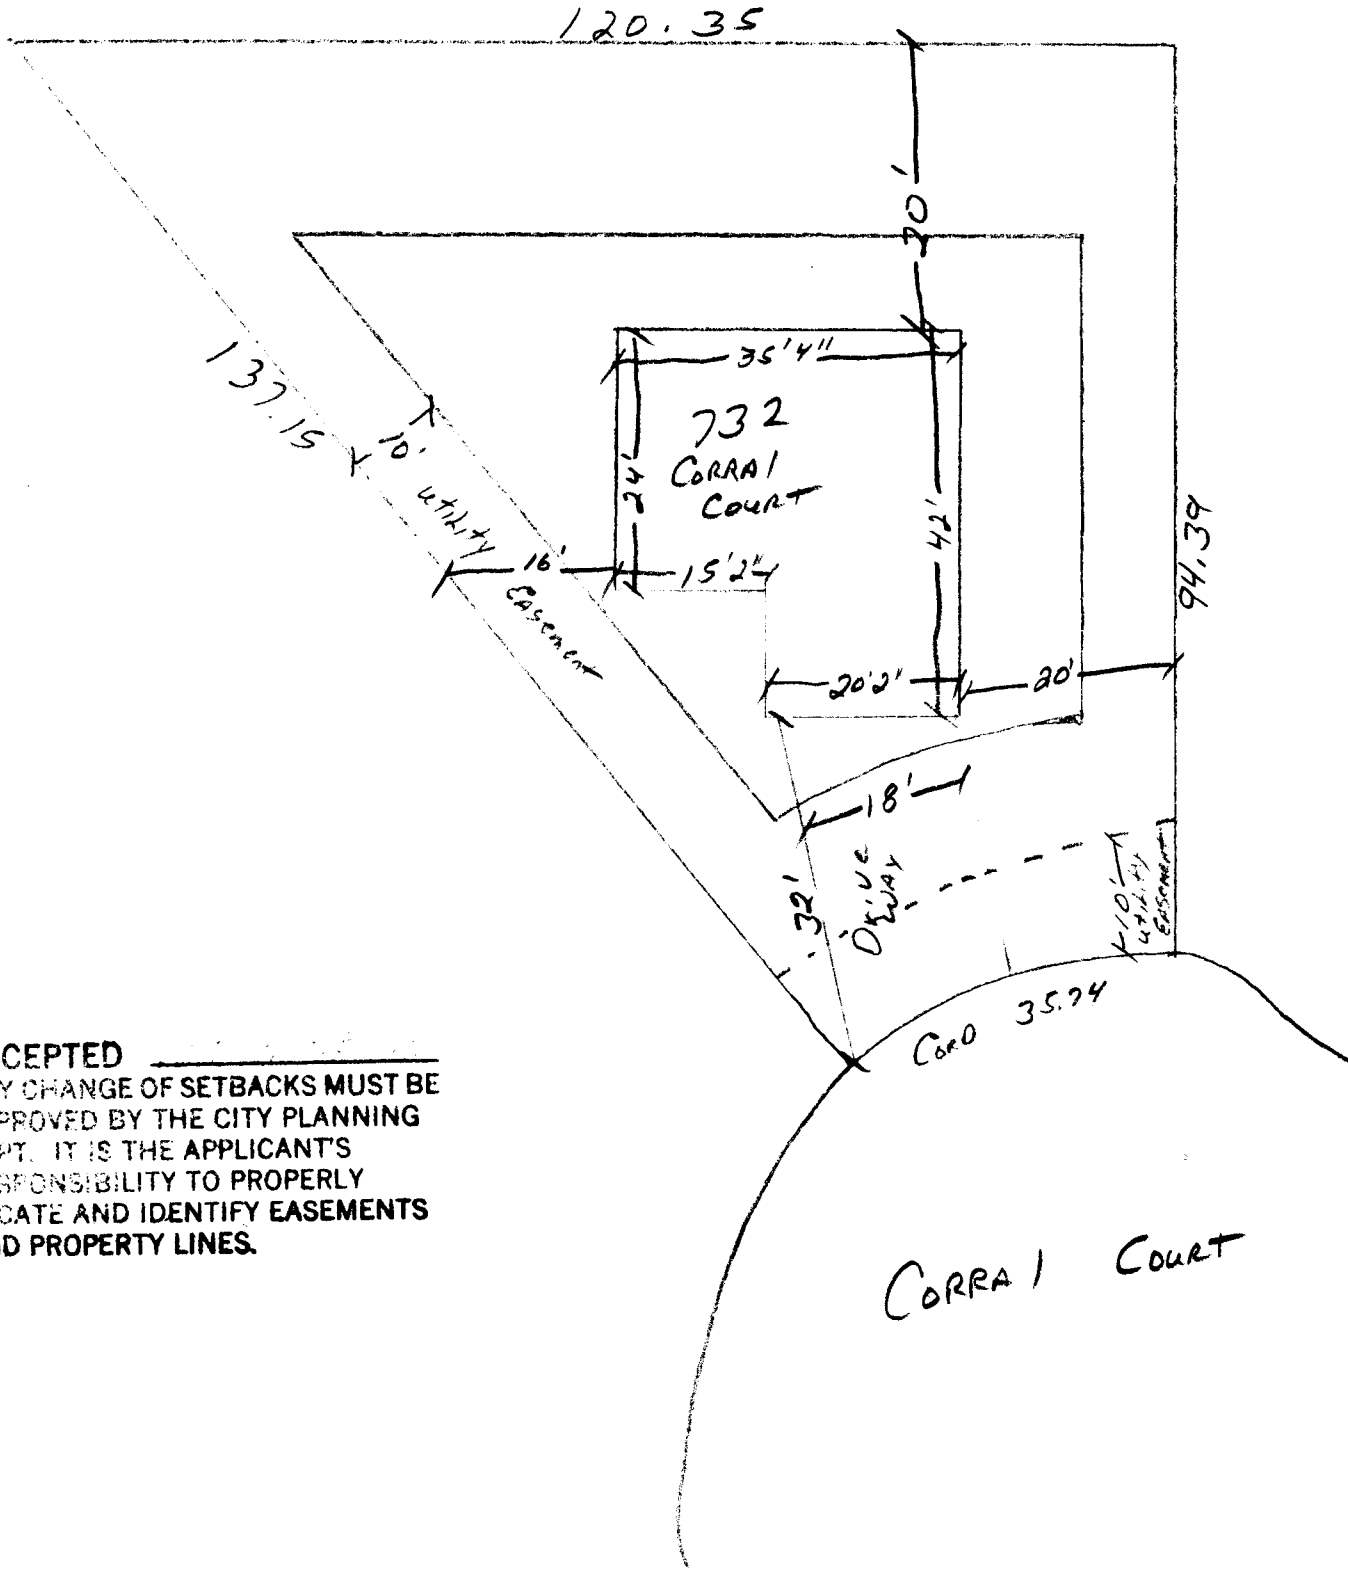 120.35
30'
35'4"
732
CORRAl
COURT
24'
42'
137.15
10'
utility
Easement
16'
15'2"
94.39
20'2"
20'
18'
32'
DRIVE
WAY
10'
utility
EASEMENT
CORD 35.74
CEPTED
Y CHANGE OF SETBACKS MUST BE
PROVED BY THE CITY PLANNING
PT. IT IS THE APPLICANT'S
SPONSIBILITY TO PROPERLY
CATE AND IDENTIFY EASEMENTS
D PROPERTY LINES.
CORRAl COURT